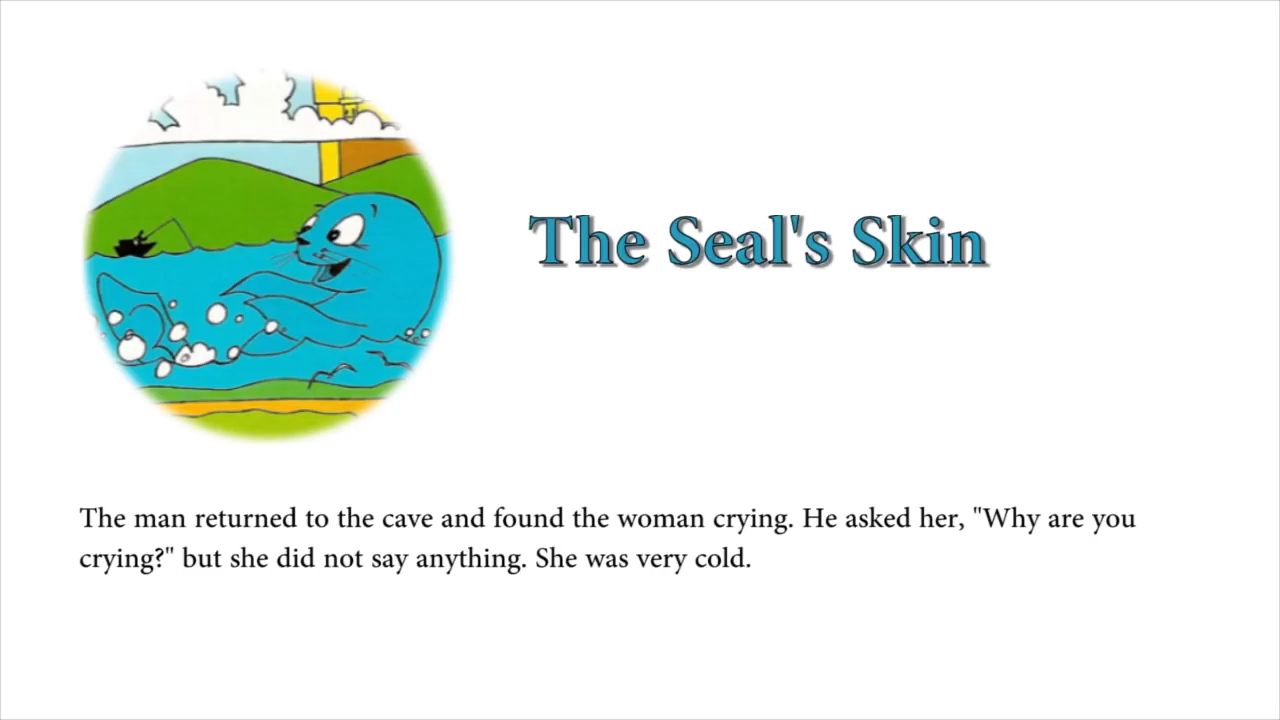 The Seal's Skin
The man returned to the cave and found the woman crying. He asked her, "Why are you
crying?" but she did not say anything. She was very cold.